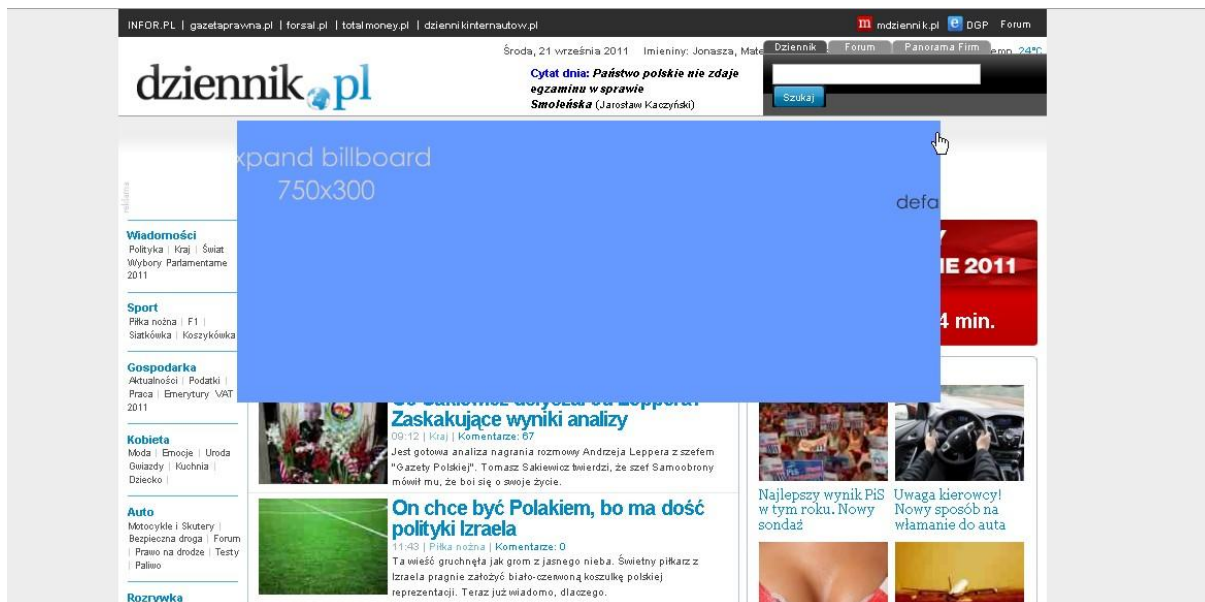 INFOR.PL | gazetaprawna.pl | forsal.pl | totalmoney.pl | dziennikinternautow.pl
m mdziennik.pl e DGP Forum
Środa, 21 września 2011 Imieniny: Jonasza, Mate
Dziennik Forum Panorama Firm
emp. 24°C
dziennik.pl
Cytat dnia: Państwo polskie nie zdaje
egzaminu w sprawie
Smoleńska (Jarosław Kaczyński)
Szukaj
reklama
xpand billboard
750x300
defa
Wiadomości
Polityka | Kraj | Świat
Wybory Parlamentarne
2011
IE 2011
4 min.
Sport
Piłka nożna | F1 |
Siatkówka | Koszykówka
Gospodarka
Aktualności | Podatki |
Praca | Emerytury VAT
2011
Kobieta
Moda | Emocje | Uroda
Gwiazdy | Kuchnia |
Dziecko |
Auto
Motocykle i Skutery |
Bezpieczna droga | Forum
| Prawo na drodze | Testy
| Paliwo
Rozrywka
Zaskakujące wyniki analizy
09:12 | Kraj | Komentarze: 67
Jest gotowa analiza nagrania rozmowy Andrzeja Leppera z szefem
"Gazety Polskiej". Tomasz Sakiewicz twierdzi, że szef Samoobrony
mówił mu, że boi się o swoje życie.
On chce być Polakiem, bo ma dość
polityki Izraela
11:43 | Piłka nożna | Komentarze: 0
Ta wieść gruchnęła jak grom z jasnego nieba. Świetny piłkarz z
Izraela pragnie założyć biało-czerwoną koszulkę polskiej
reprezentacji. Teraz już wiadomo, dlaczego.
Najlepszy wynik PiS
w tym roku. Nowy
sondaż
Uwaga kierowcy!
Nowy sposób na
włamanie do auta